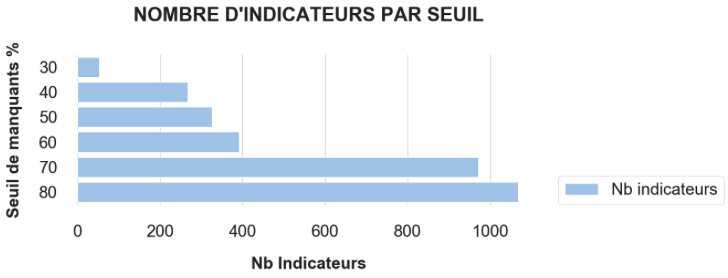 NOMBRE D'INDICATEURS PAR SEUIL
Seuil de manquants %
30
40
50
60
70
80
0 200 400 600 800 1000
Nb Indicateurs
Nb indicateurs